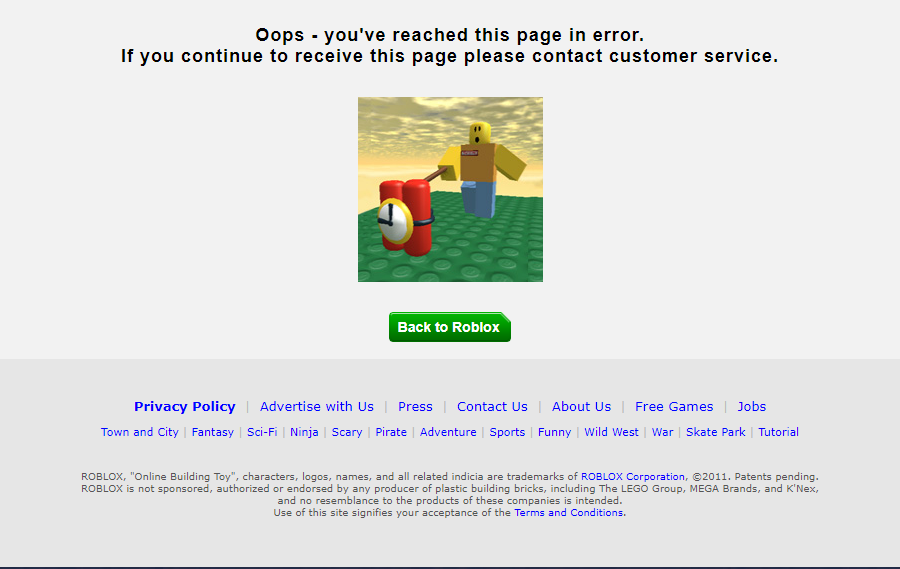 Oops - you've reached this page in error.
If you continue to receive this page please contact customer service.
Back to Roblox
Privacy Policy | Advertise with Us | Press | Contact Us | About Us | Free Games | Jobs
Town and City | Fantasy | Sci-Fi | Ninja | Scary | Pirate | Adventure | Sports | Funny | Wild West | War | Skate Park | Tutorial
ROBLOX, "Online Building Toy", characters, logos, names, and all related indicia are trademarks of ROBLOX Corporation, ©2011. Patents pending.
ROBLOX is not sponsored, authorized or endorsed by any producer of plastic building bricks, including The LEGO Group, MEGA Brands, and K'Nex,
and no resemblance to the products of these companies is intended.
Use of this site signifies your acceptance of the Terms and Conditions.